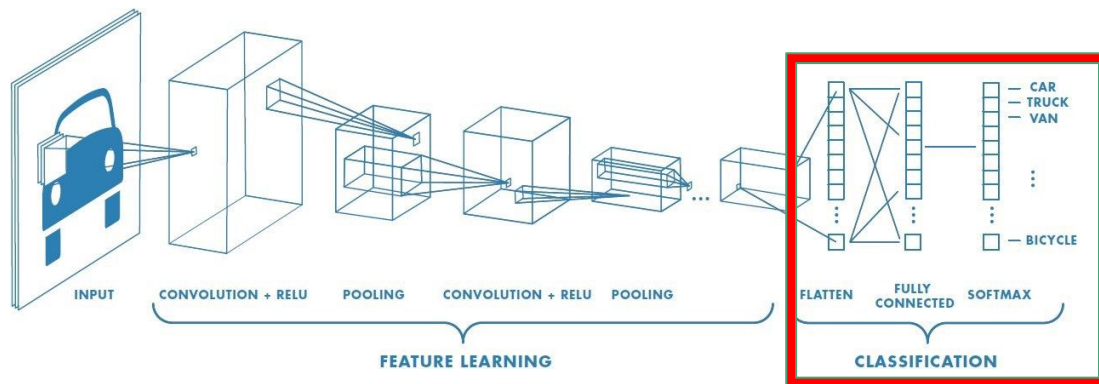 CAR
TRUCK
VAN
BICYCLE
INPUT
CONVOLUTION + RELU
POOLING
CONVOLUTION + RELU
POOLING
FLATTEN
FULLY
CONNECTED
SOFTMAX
FEATURE LEARNING
CLASSIFICATION